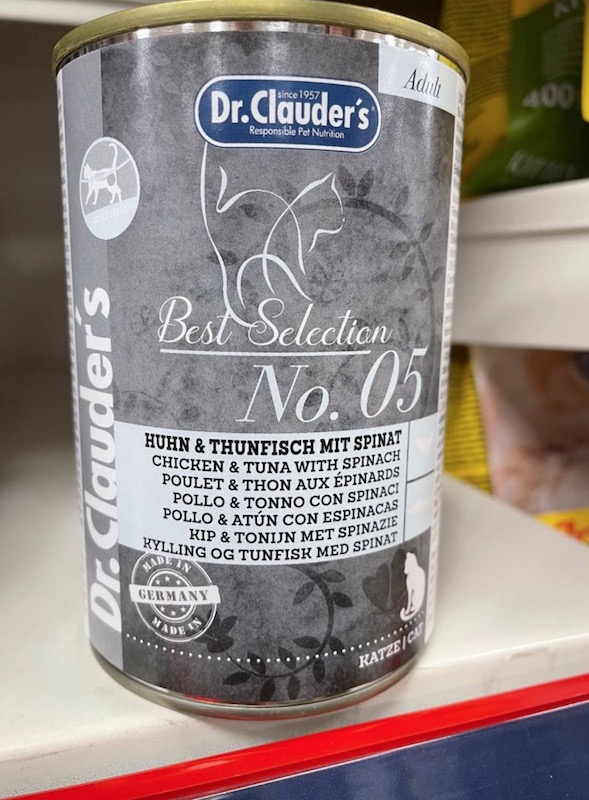 Adult
since 1957
Dr.Clauder's
Responsible Pet Nutrition
Dr.Clauder's
Best Selection
No. 05
HUHN & THUNFISCH MIT SPINAT
CHICKEN & TUNA WITH SPINACH
POULET & THON AUX ÉPINARDS
POLLO & TONNO CON SPINACI
POLLO & ATÚN CON ESPINACAS
KIP & TONIJN MET SPINAZIE
KYLLING OG TUNFISK MED SPINAT
MADE IN
GERMANY
MADE IN
KATZE | CAT